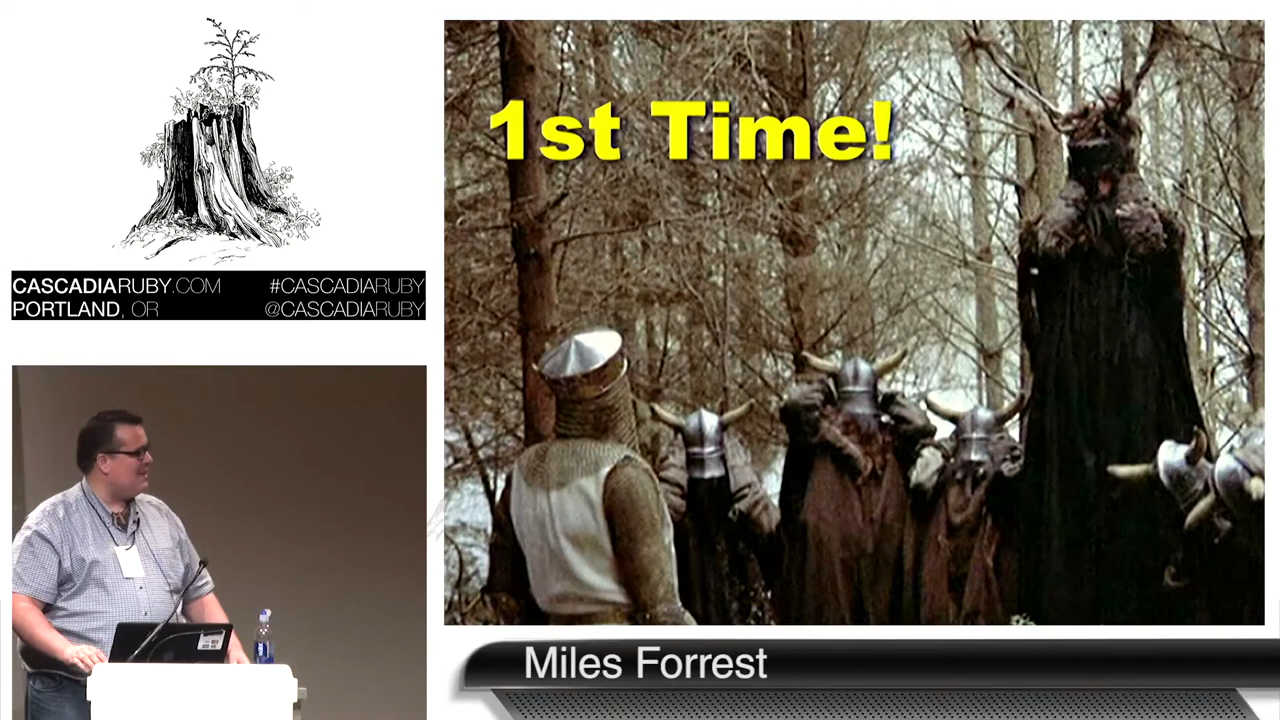 1st Time!
CASCADIARUBY.COM #CASCADIARUBY
PORTLAND, OR @CASCADIARUBY
Miles Forrest